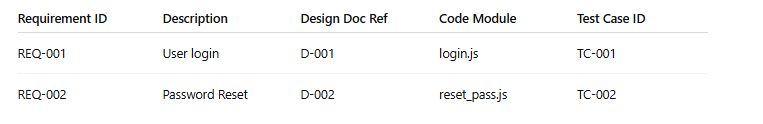 Requirement ID Description Design Doc Ref Code Module Test Case ID
REQ-001 User login D-001 login.js TC-001
REQ-002 Password Reset D-002 reset_pass.js TC-002